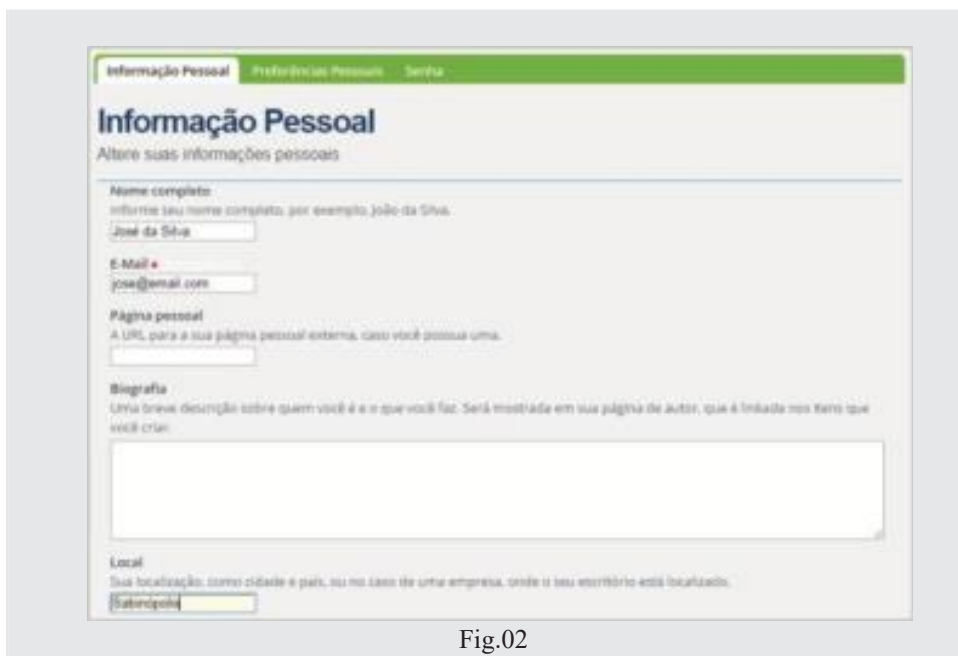 Informação Pessoal Preferências Pessoais Senha
Informação Pessoal
Altere suas informações pessoais
Nome completo
Informe seu nome completo, por exemplo, João da Silva.
José da Silva
E-Mail
jose@email.com
Página pessoal
A URL para a sua página pessoal externa, caso você possua uma.
Biografia
Uma breve descrição sobre quem você é e o que você faz. Será mostrada em sua página de autor, que é linkada nos itens que
você criar.
Local
Sua localização, como cidade e país, ou no caso de uma empresa, onde o seu escritório está localizado.
Sabinópolis
Fig.02